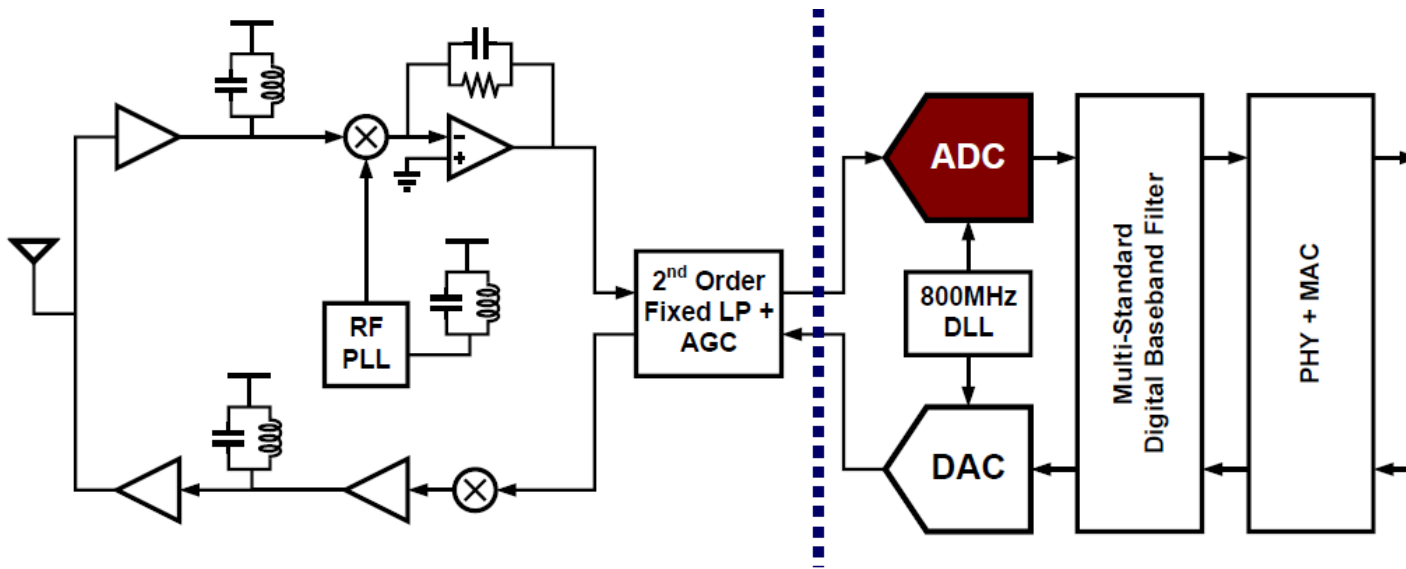 ADC
2nd Order
Fixed LP +
AGC
RF
PLL
800MHz
DLL
DAC
Multi-Standard
Digital Baseband Filter
PHY + MAC